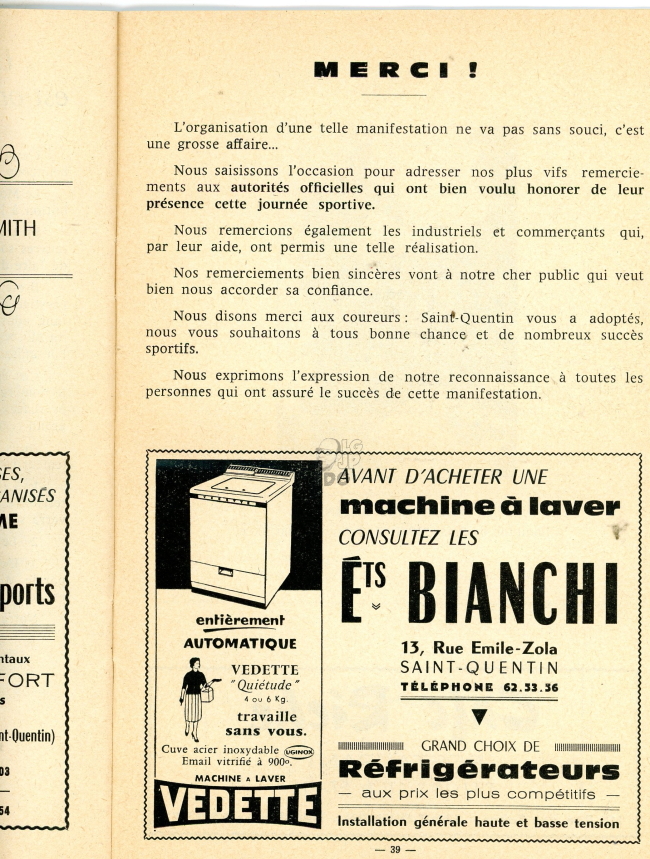 MITH
SES,
ANISÉS
ME
ports
ntaux
FORT
s
nt-Quentin)
03
54
MERCI !
L'organisation d'une telle manifestation ne va pas sans souci, c'est
une grosse affaire...
Nous saisissons l'occasion pour adresser nos plus vifs remercie-
ments aux autorités officielles qui ont bien voulu honorer de leur
présence cette journée sportive.
Nous remercions également les industriels et commerçants qui,
par leur aide, ont permis une telle réalisation.
Nos remerciements bien sincères vont à notre cher public qui veut
bien nous accorder sa confiance.
Nous disons merci aux coureurs : Saint-Quentin vous a adoptés,
nous vous souhaitons à tous bonne chance et de nombreux succès
sportifs.
Nous exprimons l'expression de notre reconnaissance à toutes les
personnes qui ont assuré le succès de cette manifestation.
entièrement
AUTOMATIQUE
VEDETTE
"Quiétude"
4 ou 6 Kg.
travaille
sans vous.
Cuve acier inoxydable UGINOX
Email vitrifié à 900°.
MACHINE A LAVER
VEDETTE
AVANT D'ACHETER UNE
machine à laver
CONSULTEZ LES
ÉTS BIANCHI
13, Rue Emile-Zola
SAINT-QUENTIN
TÉLÉPHONE 62.53.56
GRAND CHOIX DE
Réfrigérateurs
— aux prix les plus compétitifs —
Installation générale haute et basse tension
— 39 —